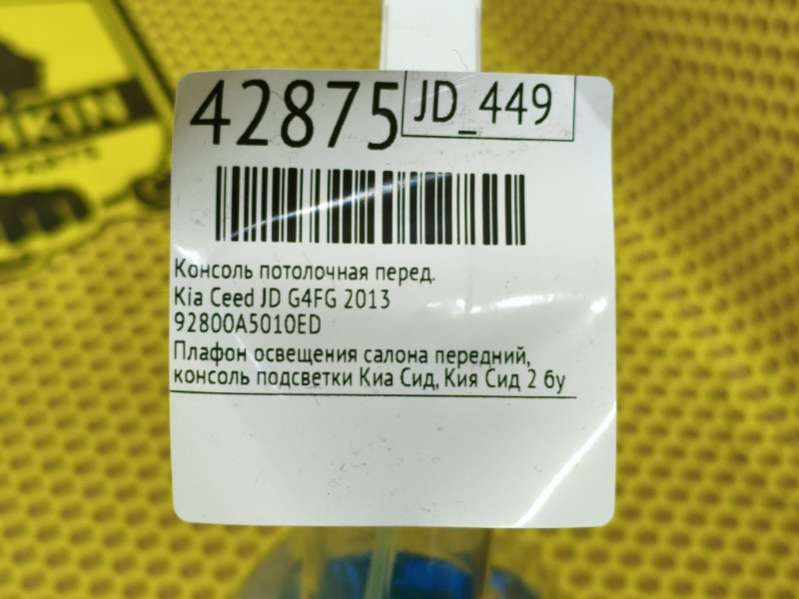 42875
JD_449
Консоль потолочная перед.
Kia Ceed JD G4FG 2013
92800A5010ED
Плафон освещения салона передний,
консоль подсветки Киа Сид, Кия Сид 2 бу